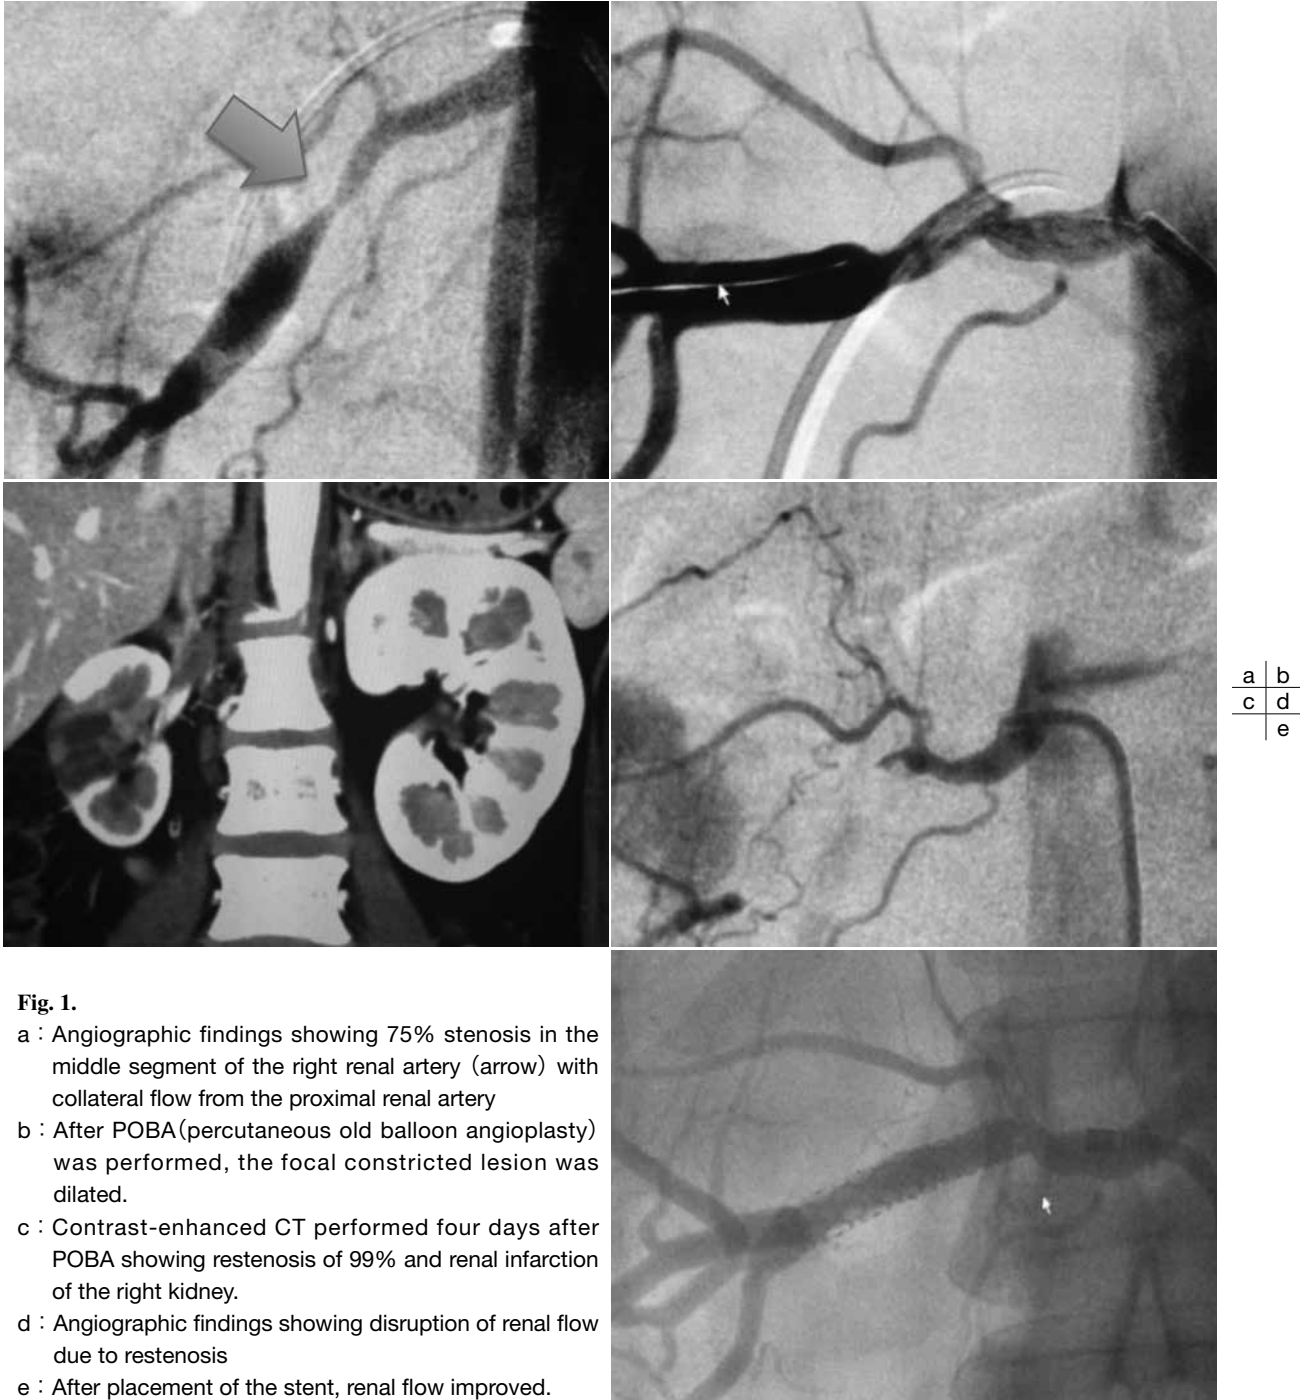 a b
c d
e
Fig. 1.
a：Angiographic findings showing 75% stenosis in the
middle segment of the right renal artery（arrow）with
collateral flow from the proximal renal artery
b：After POBA（percutaneous old balloon angioplasty）
was performed, the focal constricted lesion was
dilated.
c：Contrast-enhanced CT performed four days after
POBA showing restenosis of 99% and renal infarction
of the right kidney.
d：Angiographic findings showing disruption of renal flow
due to restenosis
e：After placement of the stent, renal flow improved.